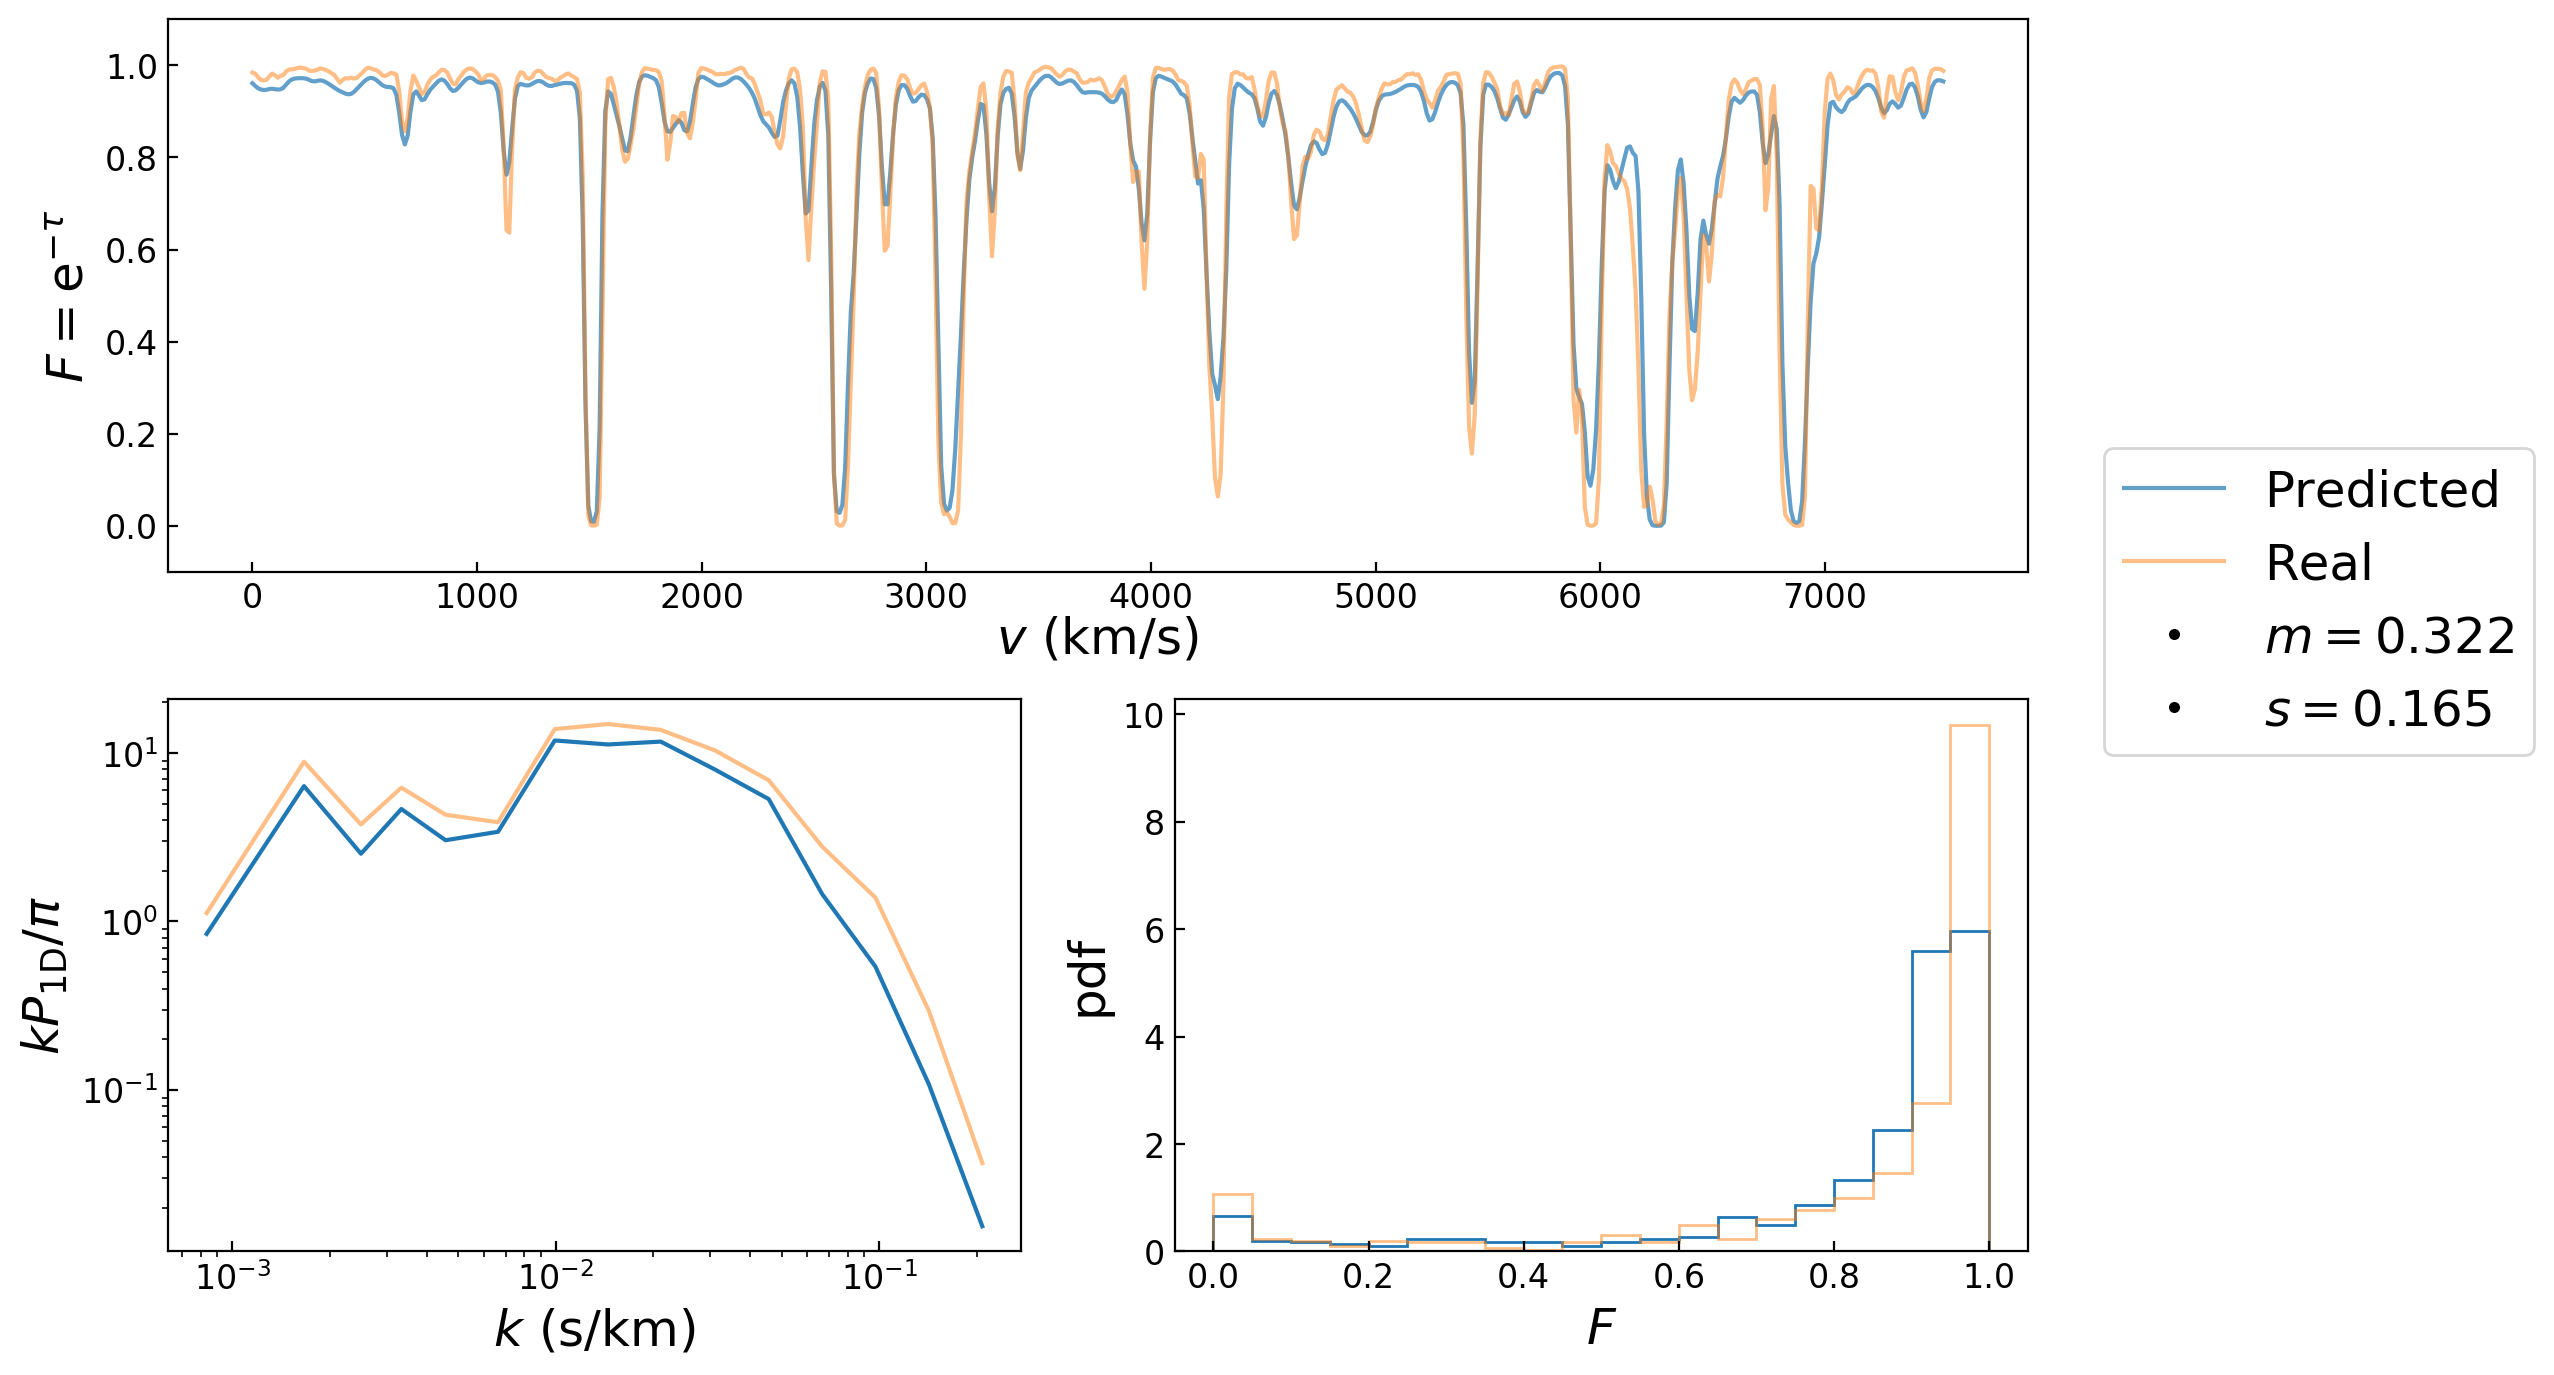 F = e^{−τ}
1.0
0.8
0.6
0.4
0.2
0.0
0 1000 2000 3000 4000 5000 6000 7000
v (km/s)
Predicted
Real
m = 0.322
s = 0.165
kP_{1D}/π
10^1
10^0
10^{−1}
10^{−3} 10^{−2} 10^{−1}
k (s/km)
pdf
10
8
6
4
2
0
0.0 0.2 0.4 0.6 0.8 1.0
F